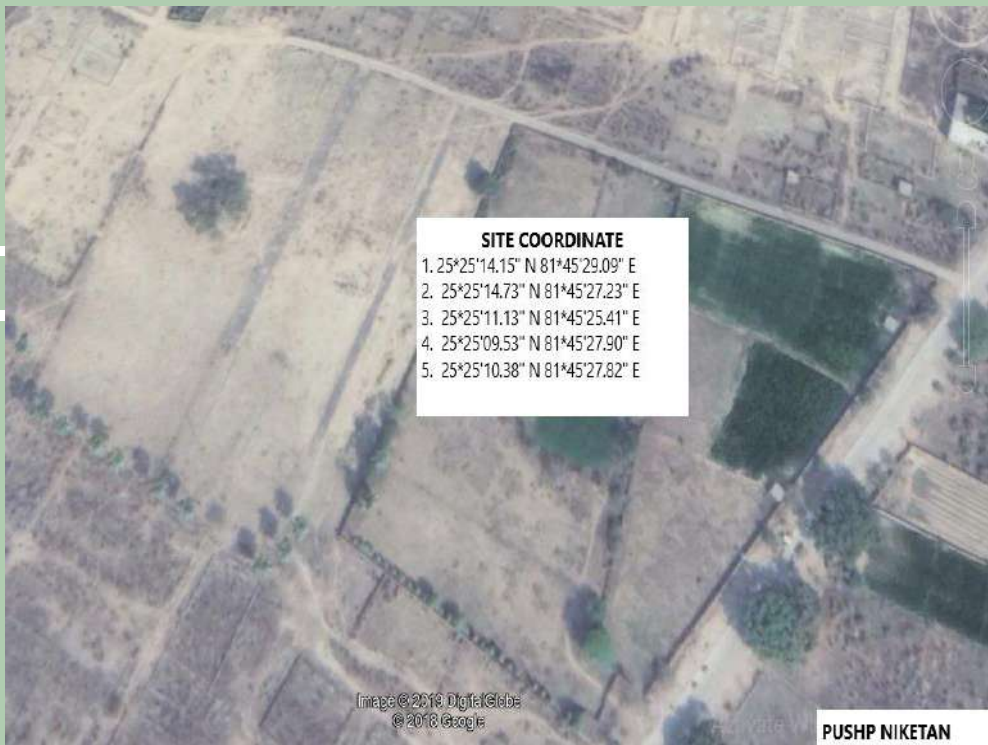 SITE COORDINATE
1. 25*25'14.15" N 81*45'29.09" E
2. 25*25'14.73" N 81*45'27.23" E
3. 25*25'11.13" N 81*45'25.41" E
4. 25*25'09.53" N 81*45'27.90" E
5. 25*25'10.38" N 81*45'27.82" E
Image © 2019 DigitalGlobe
© 2018 Google
PUSHP NIKETAN